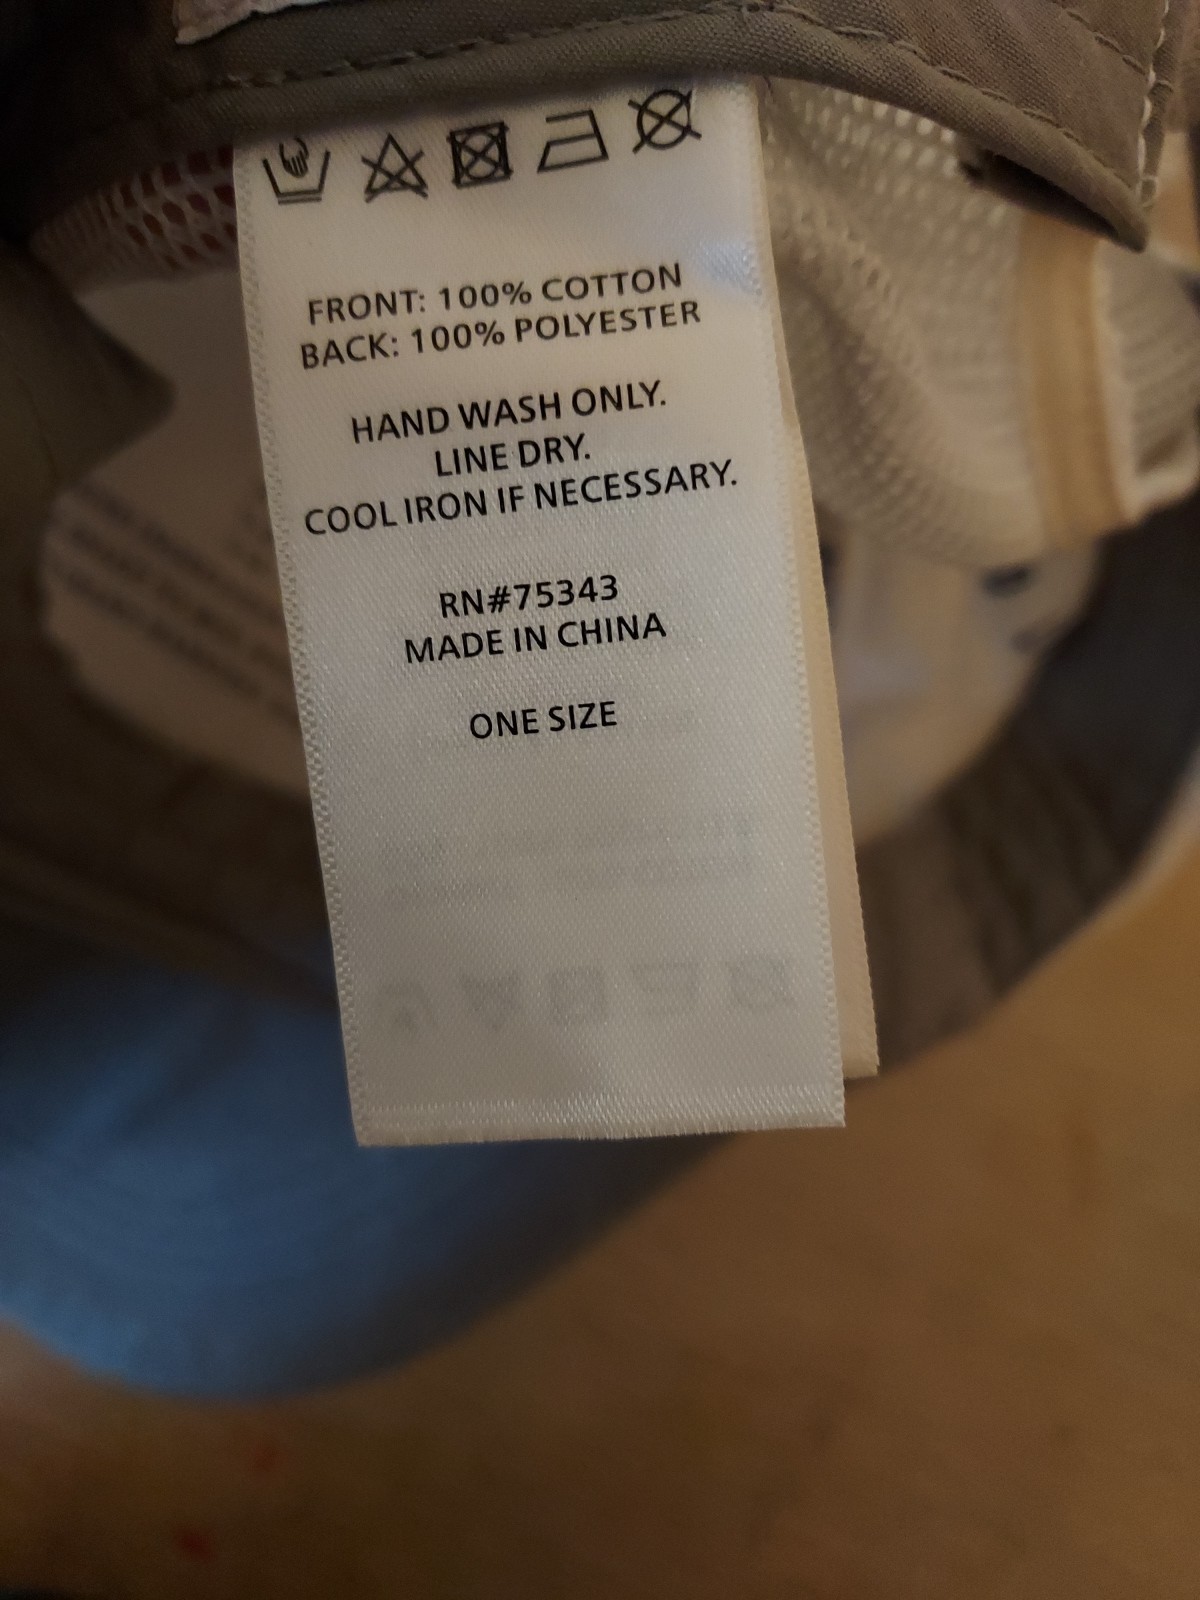 FRONT: 100% COTTON
BACK: 100% POLYESTER
HAND WASH ONLY.
LINE DRY.
COOL IRON IF NECESSARY.
RN#75343
MADE IN CHINA
ONE SIZE